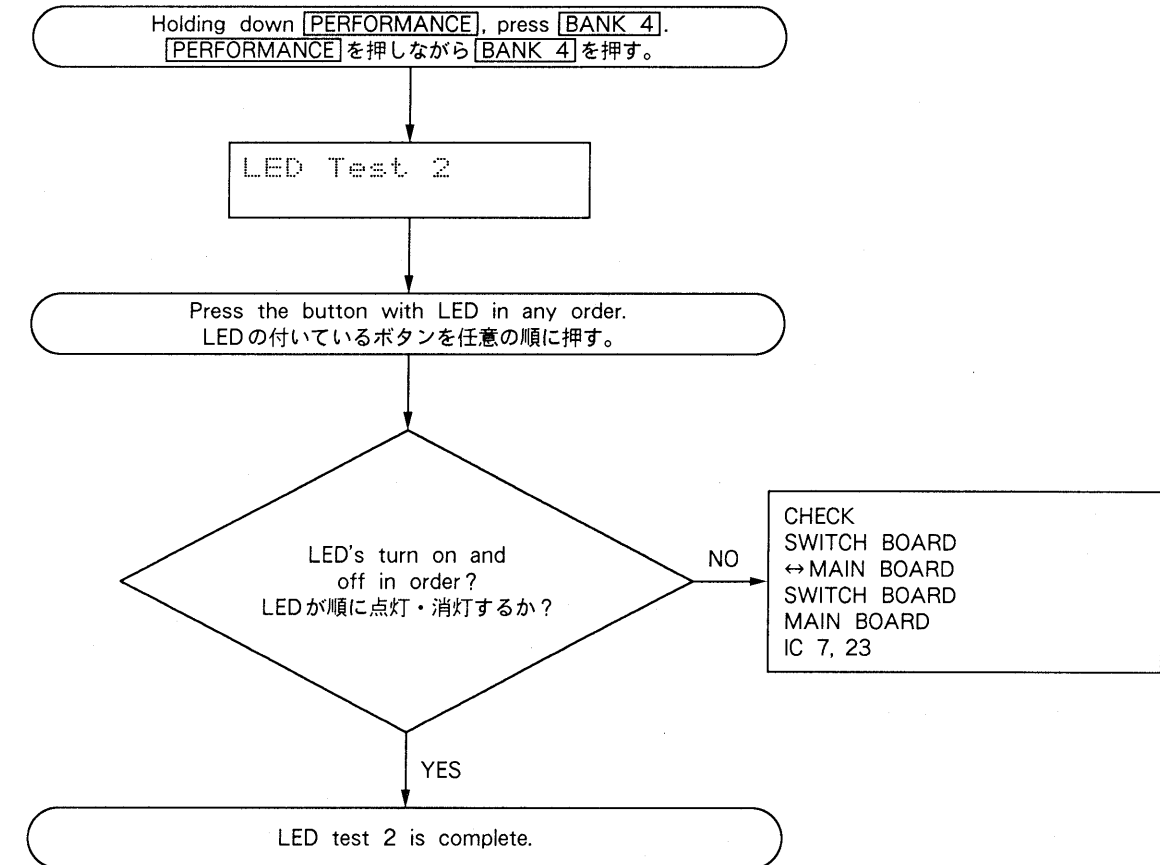 Holding down PERFORMANCE, press BANK 4.
PERFORMANCEを押しながらBANK 4を押す。
LED Test 2
Press the button with LED in any order.
LEDの付いているボタンを任意の順に押す。
LED's turn on and
off in order?
LEDが順に点灯・消灯するか?
NO
CHECK
SWITCH BOARD
↔MAIN BOARD
SWITCH BOARD
MAIN BOARD
IC 7, 23
YES
LED test 2 is complete.